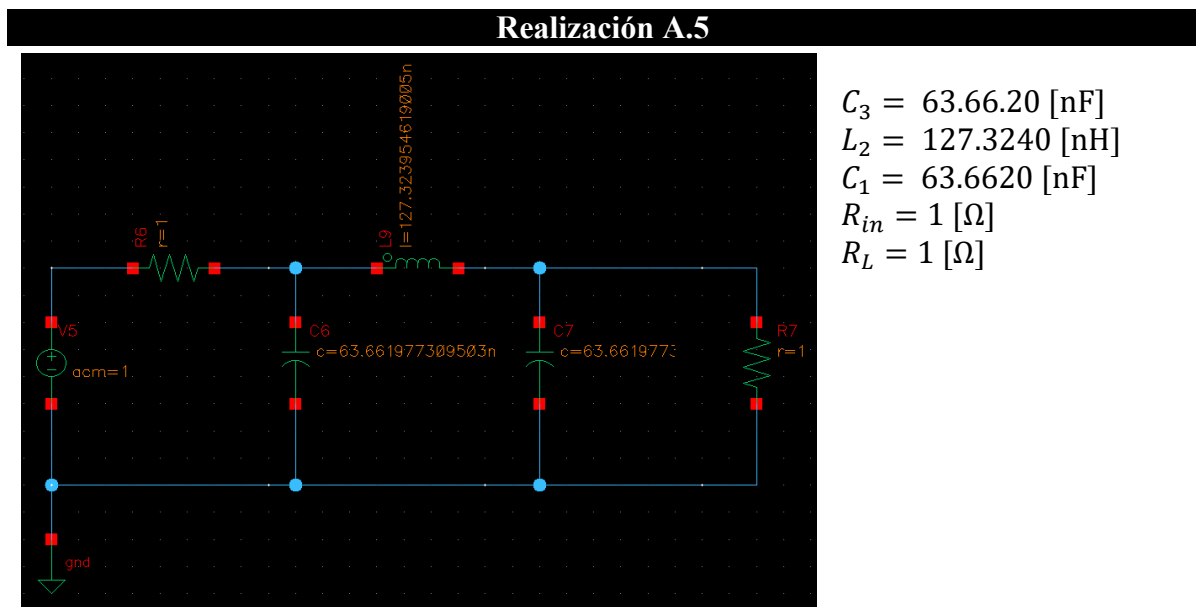 Realización A.5
l=127.323954619005n
L9
R6
r=1
V5
acm=1
C6
c=63.661977309503n
C7
c=63.6619773
R7
r=1
gnd
C₃ = 63.66.20 [nF]
L₂ = 127.3240 [nH]
C₁ = 63.6620 [nF]
Rᵢₙ = 1 [Ω]
R_L = 1 [Ω]